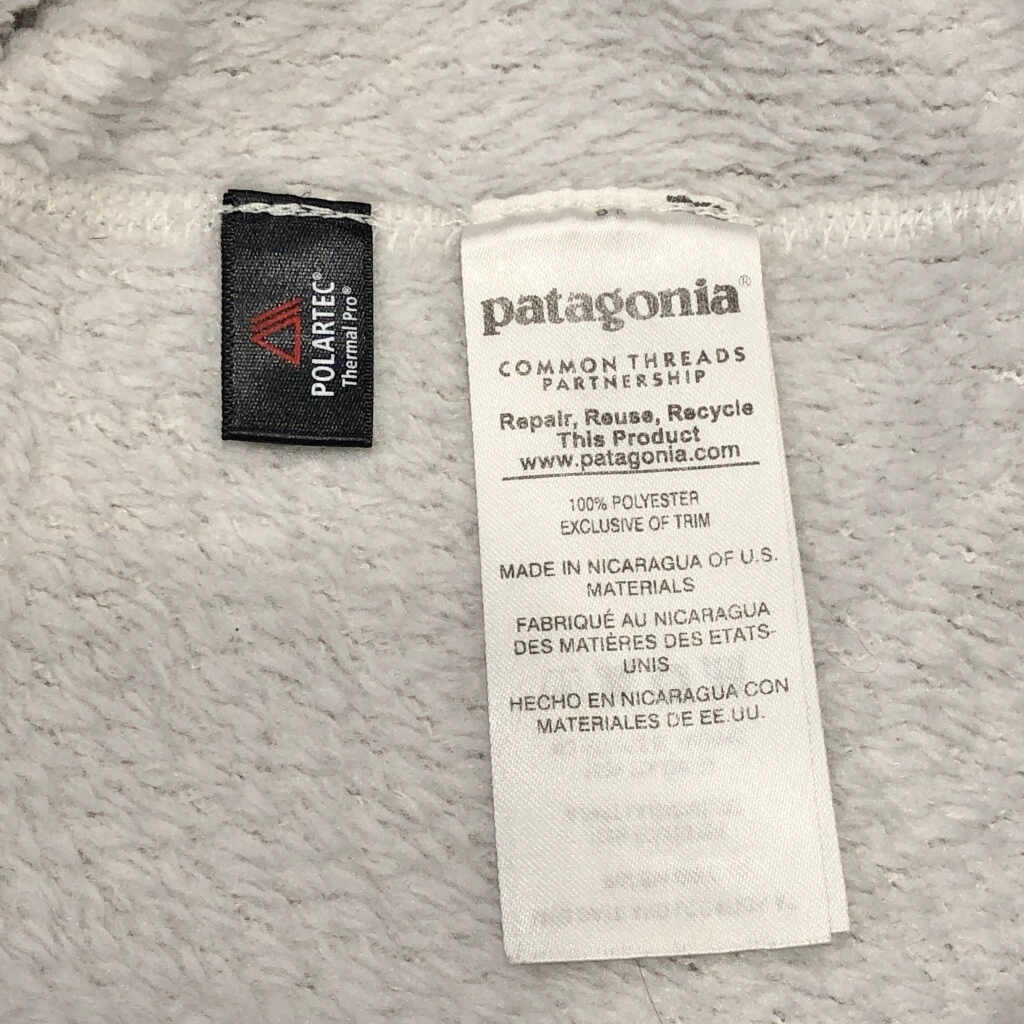 POLARTEC®
Thermal Pro®
patagonia®
COMMON THREADS
PARTNERSHIP
Repair, Reuse, Recycle
This Product
www.patagonia.com
100% POLYESTER
EXCLUSIVE OF TRIM
MADE IN NICARAGUA OF U.S.
MATERIALS
FABRIQUÉ AU NICARAGUA
DES MATIÈRES DES ETATS-
UNIS
HECHO EN NICARAGUA CON
MATERIALES DE EE.UU.